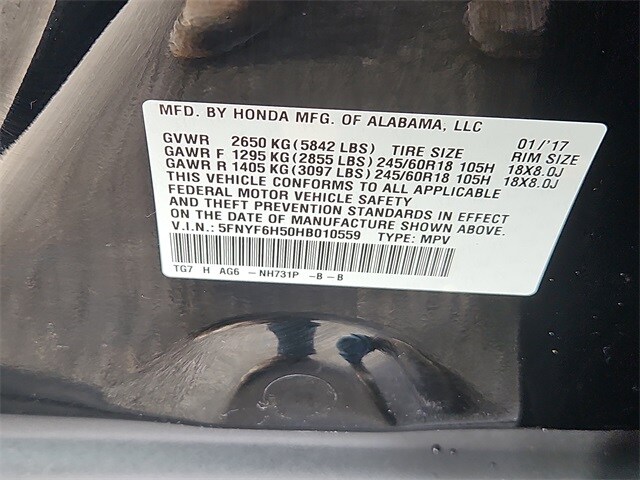 MFD. BY HONDA MFG. OF ALABAMA, LLC
GVWR 2650 KG(5842 LBS) TIRE SIZE 01/'17 RIM SIZE
GAWR F 1295 KG(2855 LBS)245/60R18 105H 18X8.0J
GAWR R 1405 KG(3097 LBS)245/60R18 105H 18X8.0J
THIS VEHICLE CONFORMS TO ALL APPLICABLE
FEDERAL MOTOR VEHICLE SAFETY
AND THEFT PREVENTION STANDARDS IN EFFECT
ON THE DATE OF MANUFACTURE SHOWN ABOVE.
V.I.N.: 5FNYF6H50HB010559 TYPE: MPV
TG7 H AG6 - NH731P -B-B